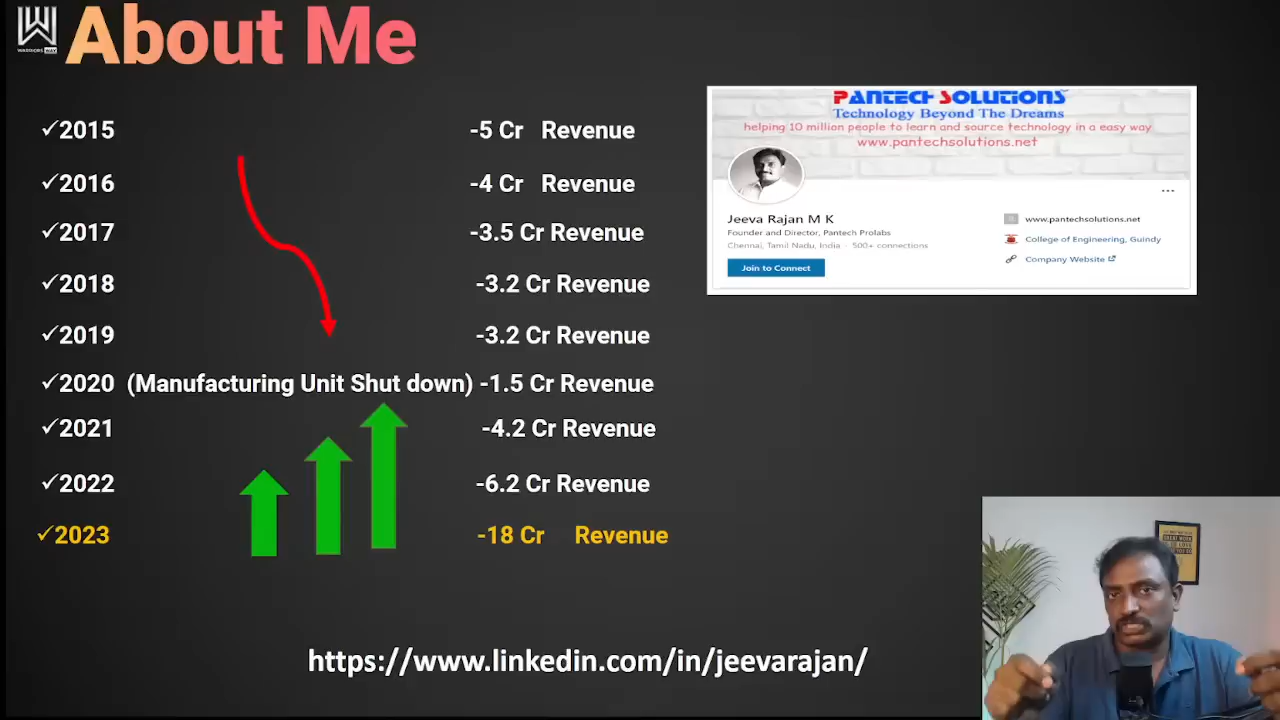 WARRIORS WAY
About Me
✓2015 -5 Cr Revenue
✓2016 -4 Cr Revenue
✓2017 -3.5 Cr Revenue
✓2018 -3.2 Cr Revenue
✓2019 -3.2 Cr Revenue
✓2020 (Manufacturing Unit Shut down) -1.5 Cr Revenue
✓2021 -4.2 Cr Revenue
✓2022 -6.2 Cr Revenue
✓2023 -18 Cr Revenue
https://www.linkedin.com/in/jeevarajan/
PANTECH SOLUTIONS
Technology Beyond The Dreams
helping 10 million people to learn and source technology in a easy way
www.pantechsolutions.net
...
Jeeva Rajan M K
Founder and Director, Pantech Prolabs
Chennai, Tamil Nadu, India · 500+ connections
Join to Connect
www.pantechsolutions.net
College of Engineering, Guindy
Company Website